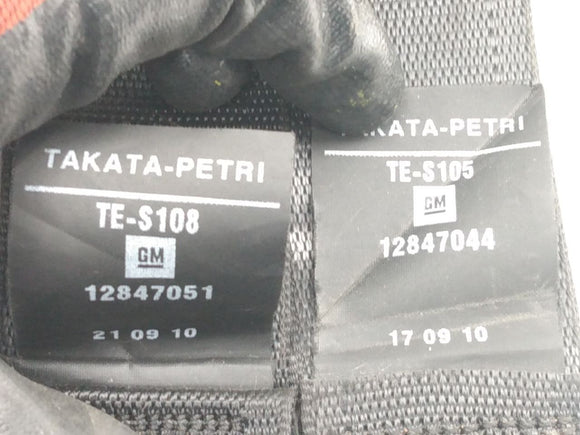 TAKATA-PETRI
TE-S108
GM
12847051
21 09 10
TAKATA-PETRI
TE-S105
GM
12847044
17 09 10